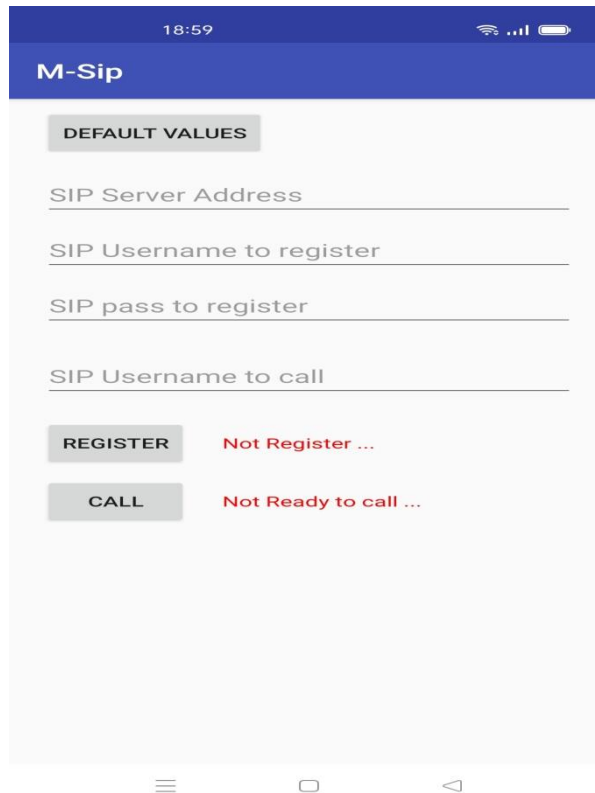 18:59
M-Sip
DEFAULT VALUES
SIP Server Address
SIP Username to register
SIP pass to register
SIP Username to call
REGISTER Not Register ...
CALL Not Ready to call ...